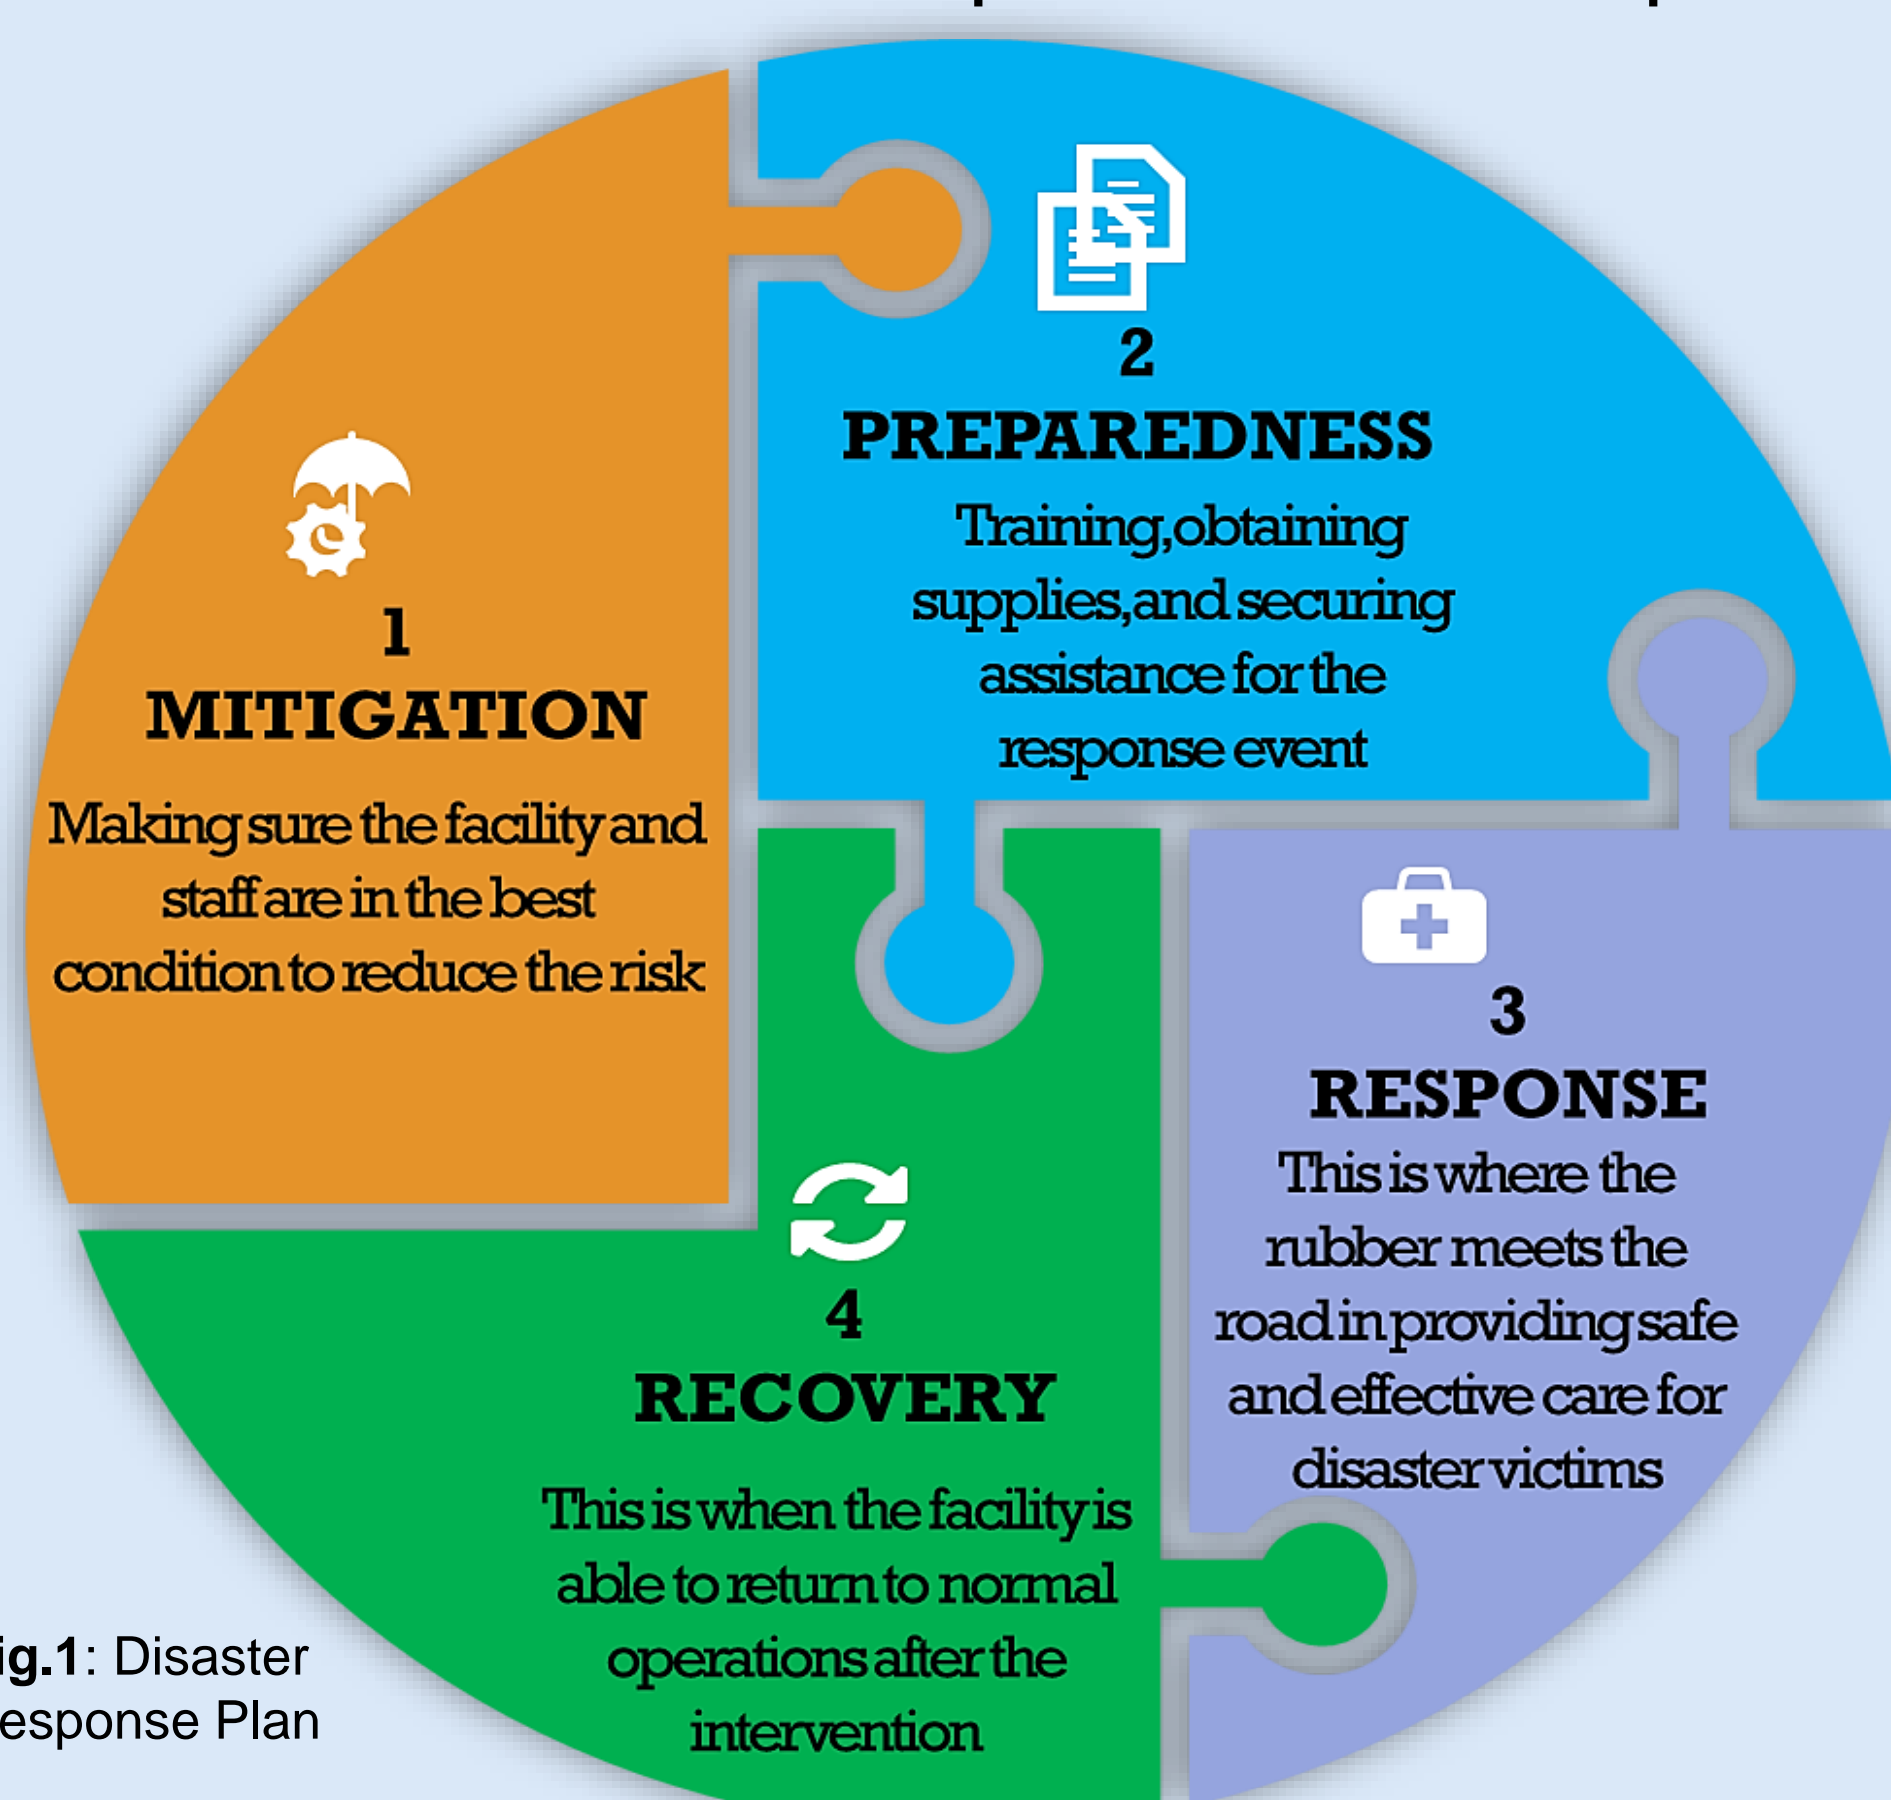 1
MITIGATION
Making sure the facility and
staff are in the best
condition to reduce the risk
2
PREPAREDNESS
Training, obtaining
supplies, and securing
assistance for the
response event
3
RESPONSE
This is where the
rubber meets the
road in providing safe
and effective care for
disaster victims
4
RECOVERY
This is when the facility is
able to return to normal
operations after the
intervention
ig.1: Disaster
esponse Plan